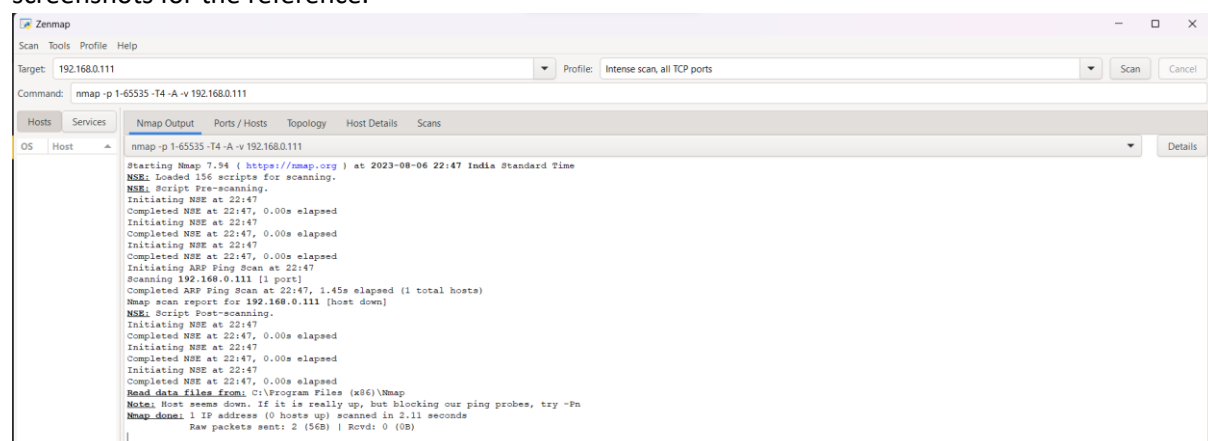 screenshots for the reference.
Zenmap
Scan Tools Profile Help
Target: 192.168.0.111 Profile: Intense scan, all TCP ports Scan Cancel
Command: nmap -p 1-65535 -T4 -A -v 192.168.0.111
Hosts Services Nmap Output Ports / Hosts Topology Host Details Scans
OS Host nmap -p 1-65535 -T4 -A -v 192.168.0.111 Details
Starting Nmap 7.94 ( https://nmap.org ) at 2023-08-06 22:47 India Standard Time
NSE: Loaded 156 scripts for scanning.
NSE: Script Pre-scanning.
Initiating NSE at 22:47
Completed NSE at 22:47, 0.00s elapsed
Initiating NSE at 22:47
Completed NSE at 22:47, 0.00s elapsed
Initiating NSE at 22:47
Completed NSE at 22:47, 0.00s elapsed
Initiating ARP Ping Scan at 22:47
Scanning 192.168.0.111 [1 port]
Completed ARP Ping Scan at 22:47, 1.45s elapsed (1 total hosts)
Nmap scan report for 192.168.0.111 [host down]
NSE: Script Post-scanning.
Initiating NSE at 22:47
Completed NSE at 22:47, 0.00s elapsed
Initiating NSE at 22:47
Completed NSE at 22:47, 0.00s elapsed
Initiating NSE at 22:47
Completed NSE at 22:47, 0.00s elapsed
Read data files from: C:\Program Files (x86)\Nmap
Note: Host seems down. If it is really up, but blocking our ping probes, try -Pn
Nmap done: 1 IP address (0 hosts up) scanned in 2.11 seconds
Raw packets sent: 2 (56B) | Rcvd: 0 (0B)